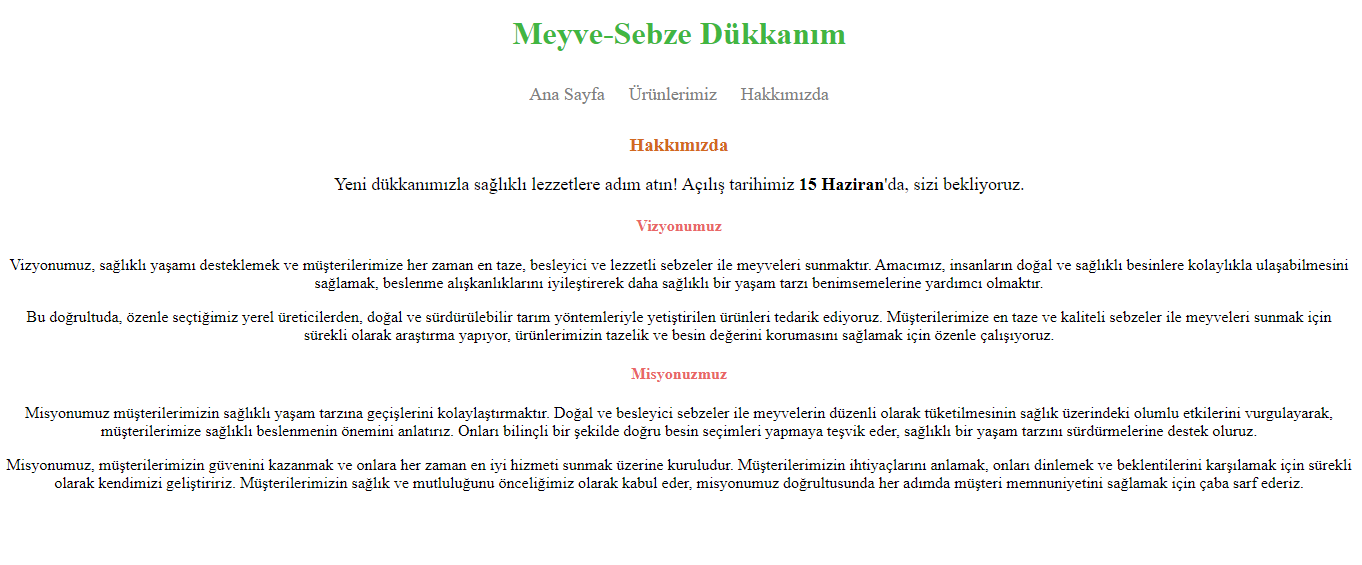 Meyve-Sebze Dükkanım
Ana Sayfa Ürünlerimiz Hakkımızda
Hakkımızda
Yeni dükkanımızla sağlıklı lezzetlere adım atın! Açılış tarihimiz 15 Haziran'da, sizi bekliyoruz.
Vizyonumuz
Vizyonumuz, sağlıklı yaşamı desteklemek ve müşterilerimize her zaman en taze, besleyici ve lezzetli sebzeler ile meyveleri sunmaktır. Amacımız, insanların doğal ve sağlıklı besinlere kolaylıkla ulaşabilmesini
sağlamak, beslenme alışkanlıklarını iyileştirerek daha sağlıklı bir yaşam tarzı benimsemelerine yardımcı olmaktır.
Bu doğrultuda, özenle seçtiğimiz yerel üreticilerden, doğal ve sürdürülebilir tarım yöntemleriyle yetiştirilen ürünleri tedarik ediyoruz. Müşterilerimize en taze ve kaliteli sebzeler ile meyveleri sunmak için
sürekli olarak araştırma yapıyor, ürünlerimizin tazelik ve besin değerini korumasını sağlamak için özenle çalışıyoruz.
Misyonuzmuz
Misyonumuz müşterilerimizin sağlıklı yaşam tarzına geçişlerini kolaylaştırmaktır. Doğal ve besleyici sebzeler ile meyvelerin düzenli olarak tüketilmesinin sağlık üzerindeki olumlu etkilerini vurgulayarak,
müşterilerimize sağlıklı beslenmenin önemini anlatırız. Onları bilinçli bir şekilde doğru besin seçimleri yapmaya teşvik eder, sağlıklı bir yaşam tarzını sürdürmelerine destek oluruz.
Misyonumuz, müşterilerimizin güvenini kazanmak ve onlara her zaman en iyi hizmeti sunmak üzerine kuruludur. Müşterilerimizin ihtiyaçlarını anlamak, onları dinlemek ve beklentilerini karşılamak için sürekli
olarak kendimizi geliştiririz. Müşterilerimizin sağlık ve mutluluğunu önceliğimiz olarak kabul eder, misyonumuz doğrultusunda her adımda müşteri memnuniyetini sağlamak için çaba sarf ederiz.